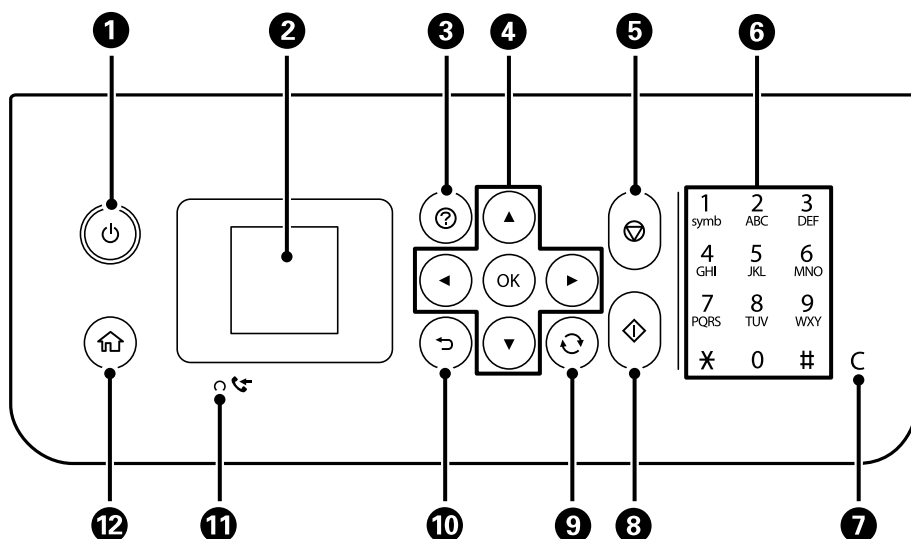 1 2 3 4 5 6
1 2 3
symb ABC DEF
?
OK
4 5 6
GHI JKL MNO
7 8 9
PQRS TUV WXY
* 0 # C
12 11 10 9 8 7